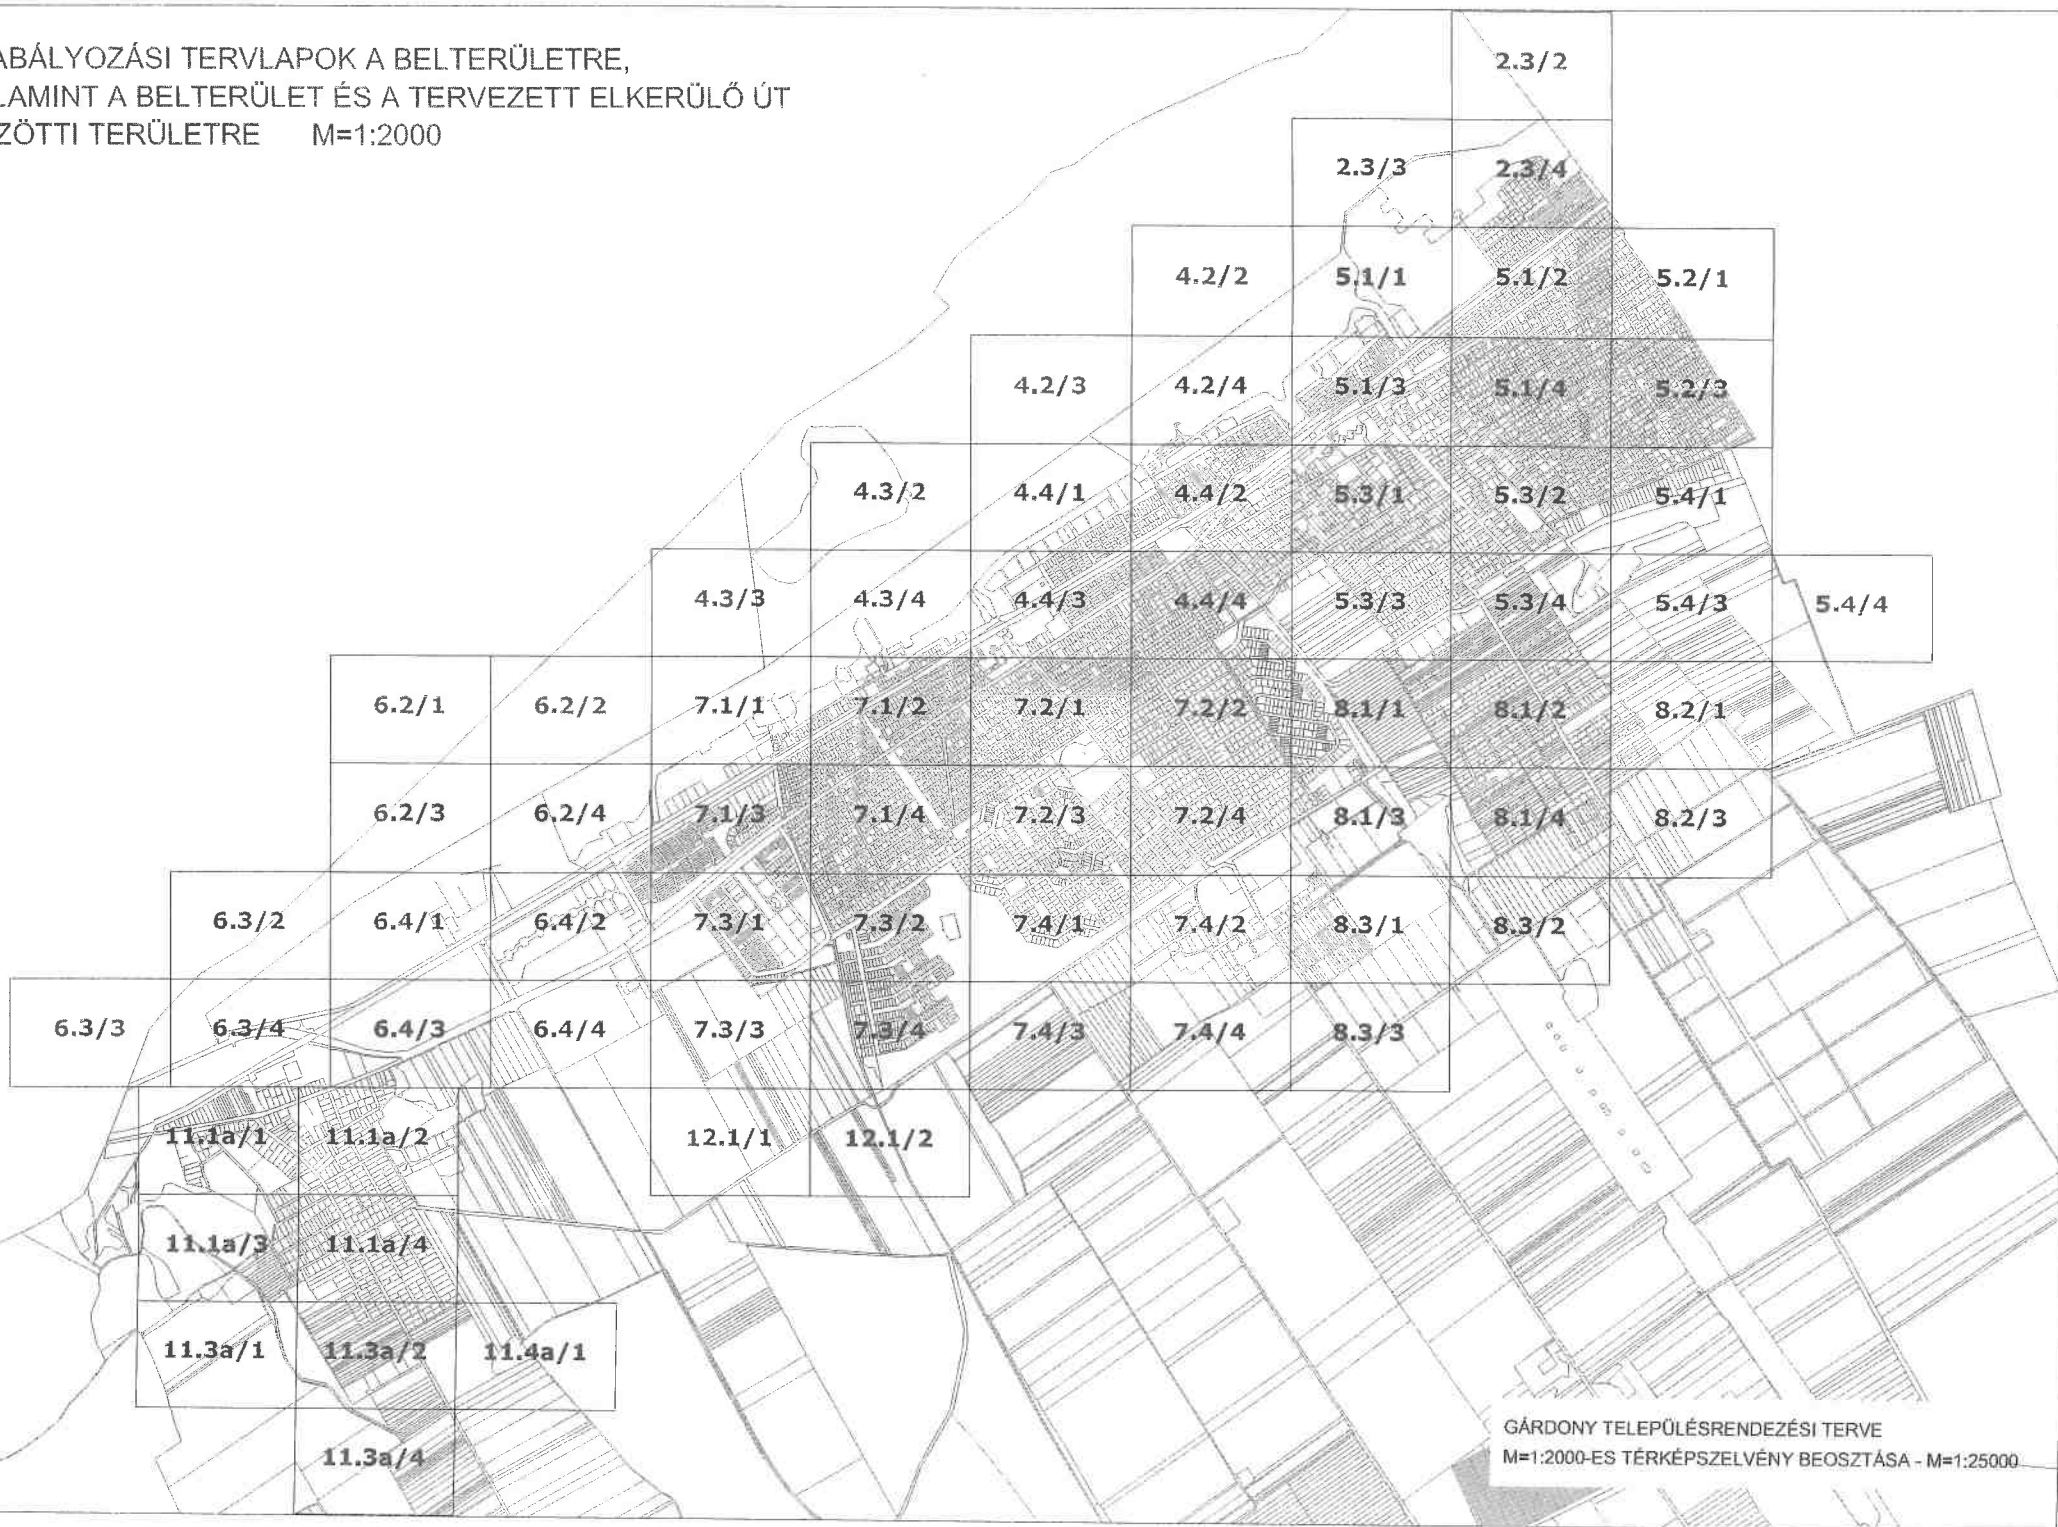 ABÁLYOZÁSI TERVLAPOK A BELTERÜLETRE,
LAMINT A BELTERÜLET ÉS A TERVEZETT ELKERÜLŐ ÚT
ZÖTTI TERÜLETRE M=1:2000
2.3/2
2.3/3 2.3/4
4.2/2 5.1/1 5.1/2 5.2/1
4.2/3 4.2/4 5.1/3 5.1/4 5.2/3
4.3/2 4.4/1 4.4/2 5.3/1 5.3/2 5.4/1
4.3/3 4.3/4 4.4/3 4.4/4 5.3/3 5.3/4 5.4/3 5.4/4
6.2/1 6.2/2 7.1/1 7.1/2 7.2/1 7.2/2 8.1/1 8.1/2 8.2/1
6.2/3 6.2/4 7.1/3 7.1/4 7.2/3 7.2/4 8.1/3 8.1/4 8.2/3
6.3/2 6.4/1 6.4/2 7.3/1 7.3/2 7.4/1 7.4/2 8.3/1 8.3/2
6.3/3 6.3/4 6.4/3 6.4/4 7.3/3 7.3/4 7.4/3 7.4/4 8.3/3
11.1a/1 11.1a/2 12.1/1 12.1/2
11.1a/3 11.1a/4
11.3a/1 11.3a/2 11.4a/1
11.3a/4
GÁRDONY TELEPÜLÉSRENDEZÉSI TERVE
M=1:2000-ES TÉRKÉPSZELVÉNY BEOSZTÁSA - M=1:25000